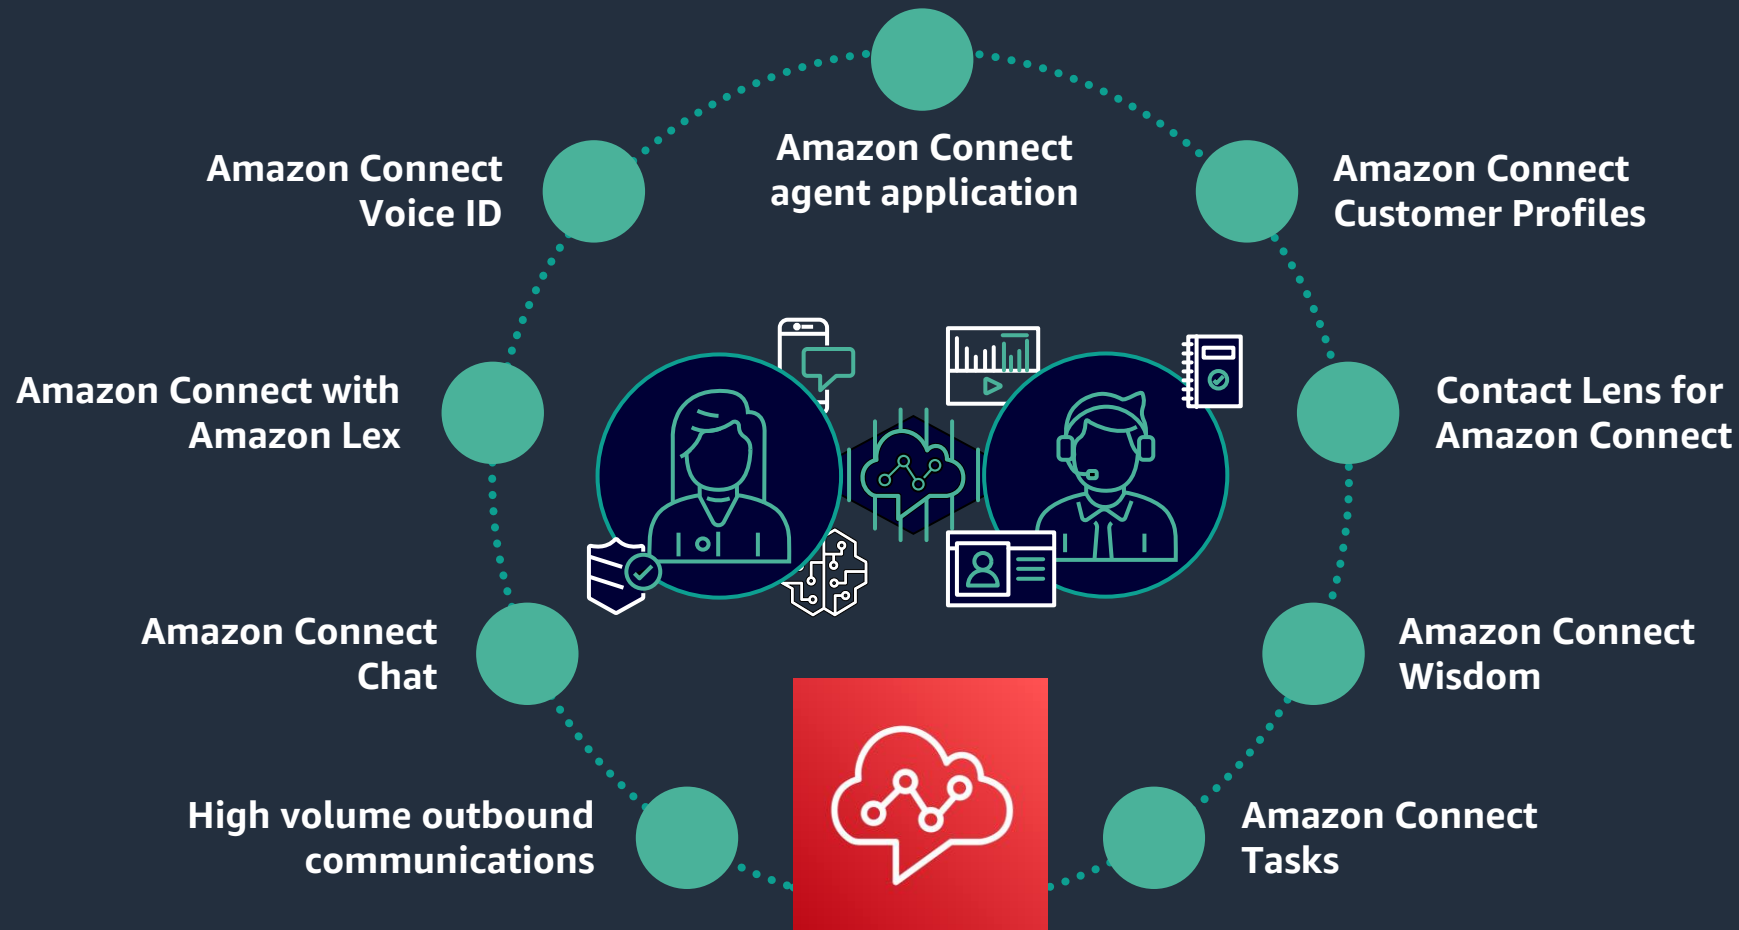 Amazon Connect
agent application
Amazon Connect
Voice ID
Amazon Connect
Customer Profiles
Amazon Connect with
Amazon Lex
Contact Lens for
Amazon Connect
Amazon Connect
Chat
Amazon Connect
Wisdom
High volume outbound
communications
Amazon Connect
Tasks